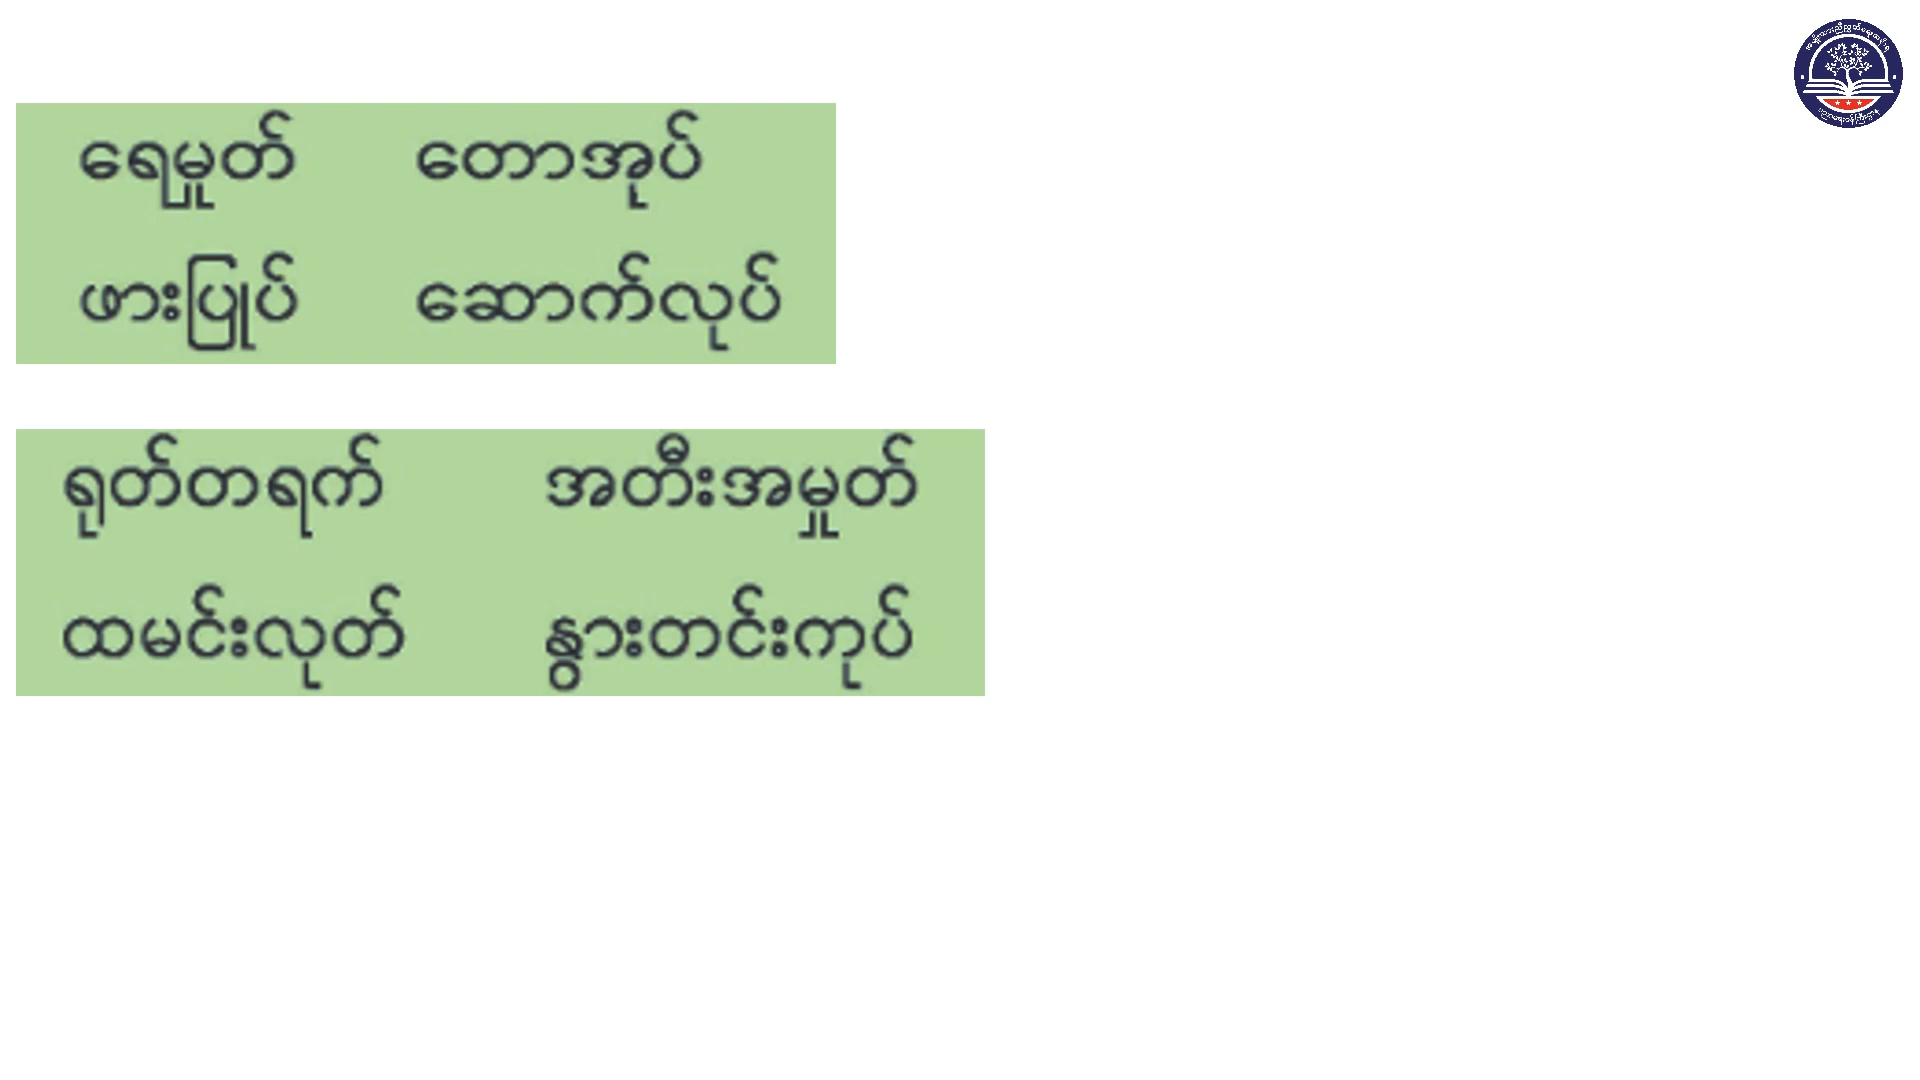 ရေမှုတ် တောအုပ်
ဖားပြုပ် ဆောက်လုပ်
ရုတ်တရက် အတီးအမှုတ်
ထမင်းလုတ် နွားတင်းကုပ်